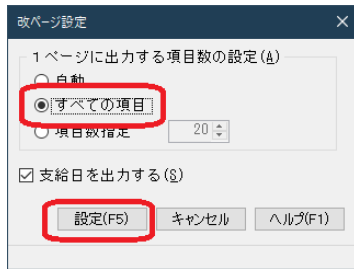 改ページ設定
1ページに出力する項目数の設定(A)
自動
すべての項目
項目数指定 20
支給日を出力する(S)
設定(F5) キャンセル ヘルプ(F1)